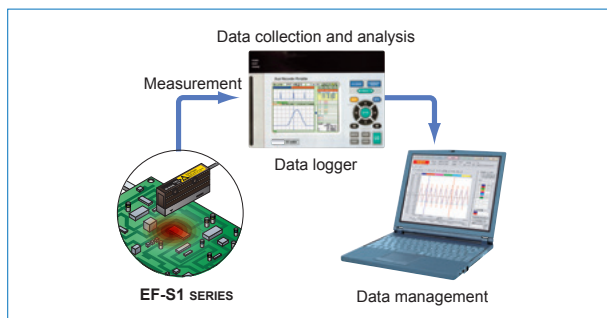 Data collection and analysis
Measurement
Data logger
EF-S1 SERIES
Data management